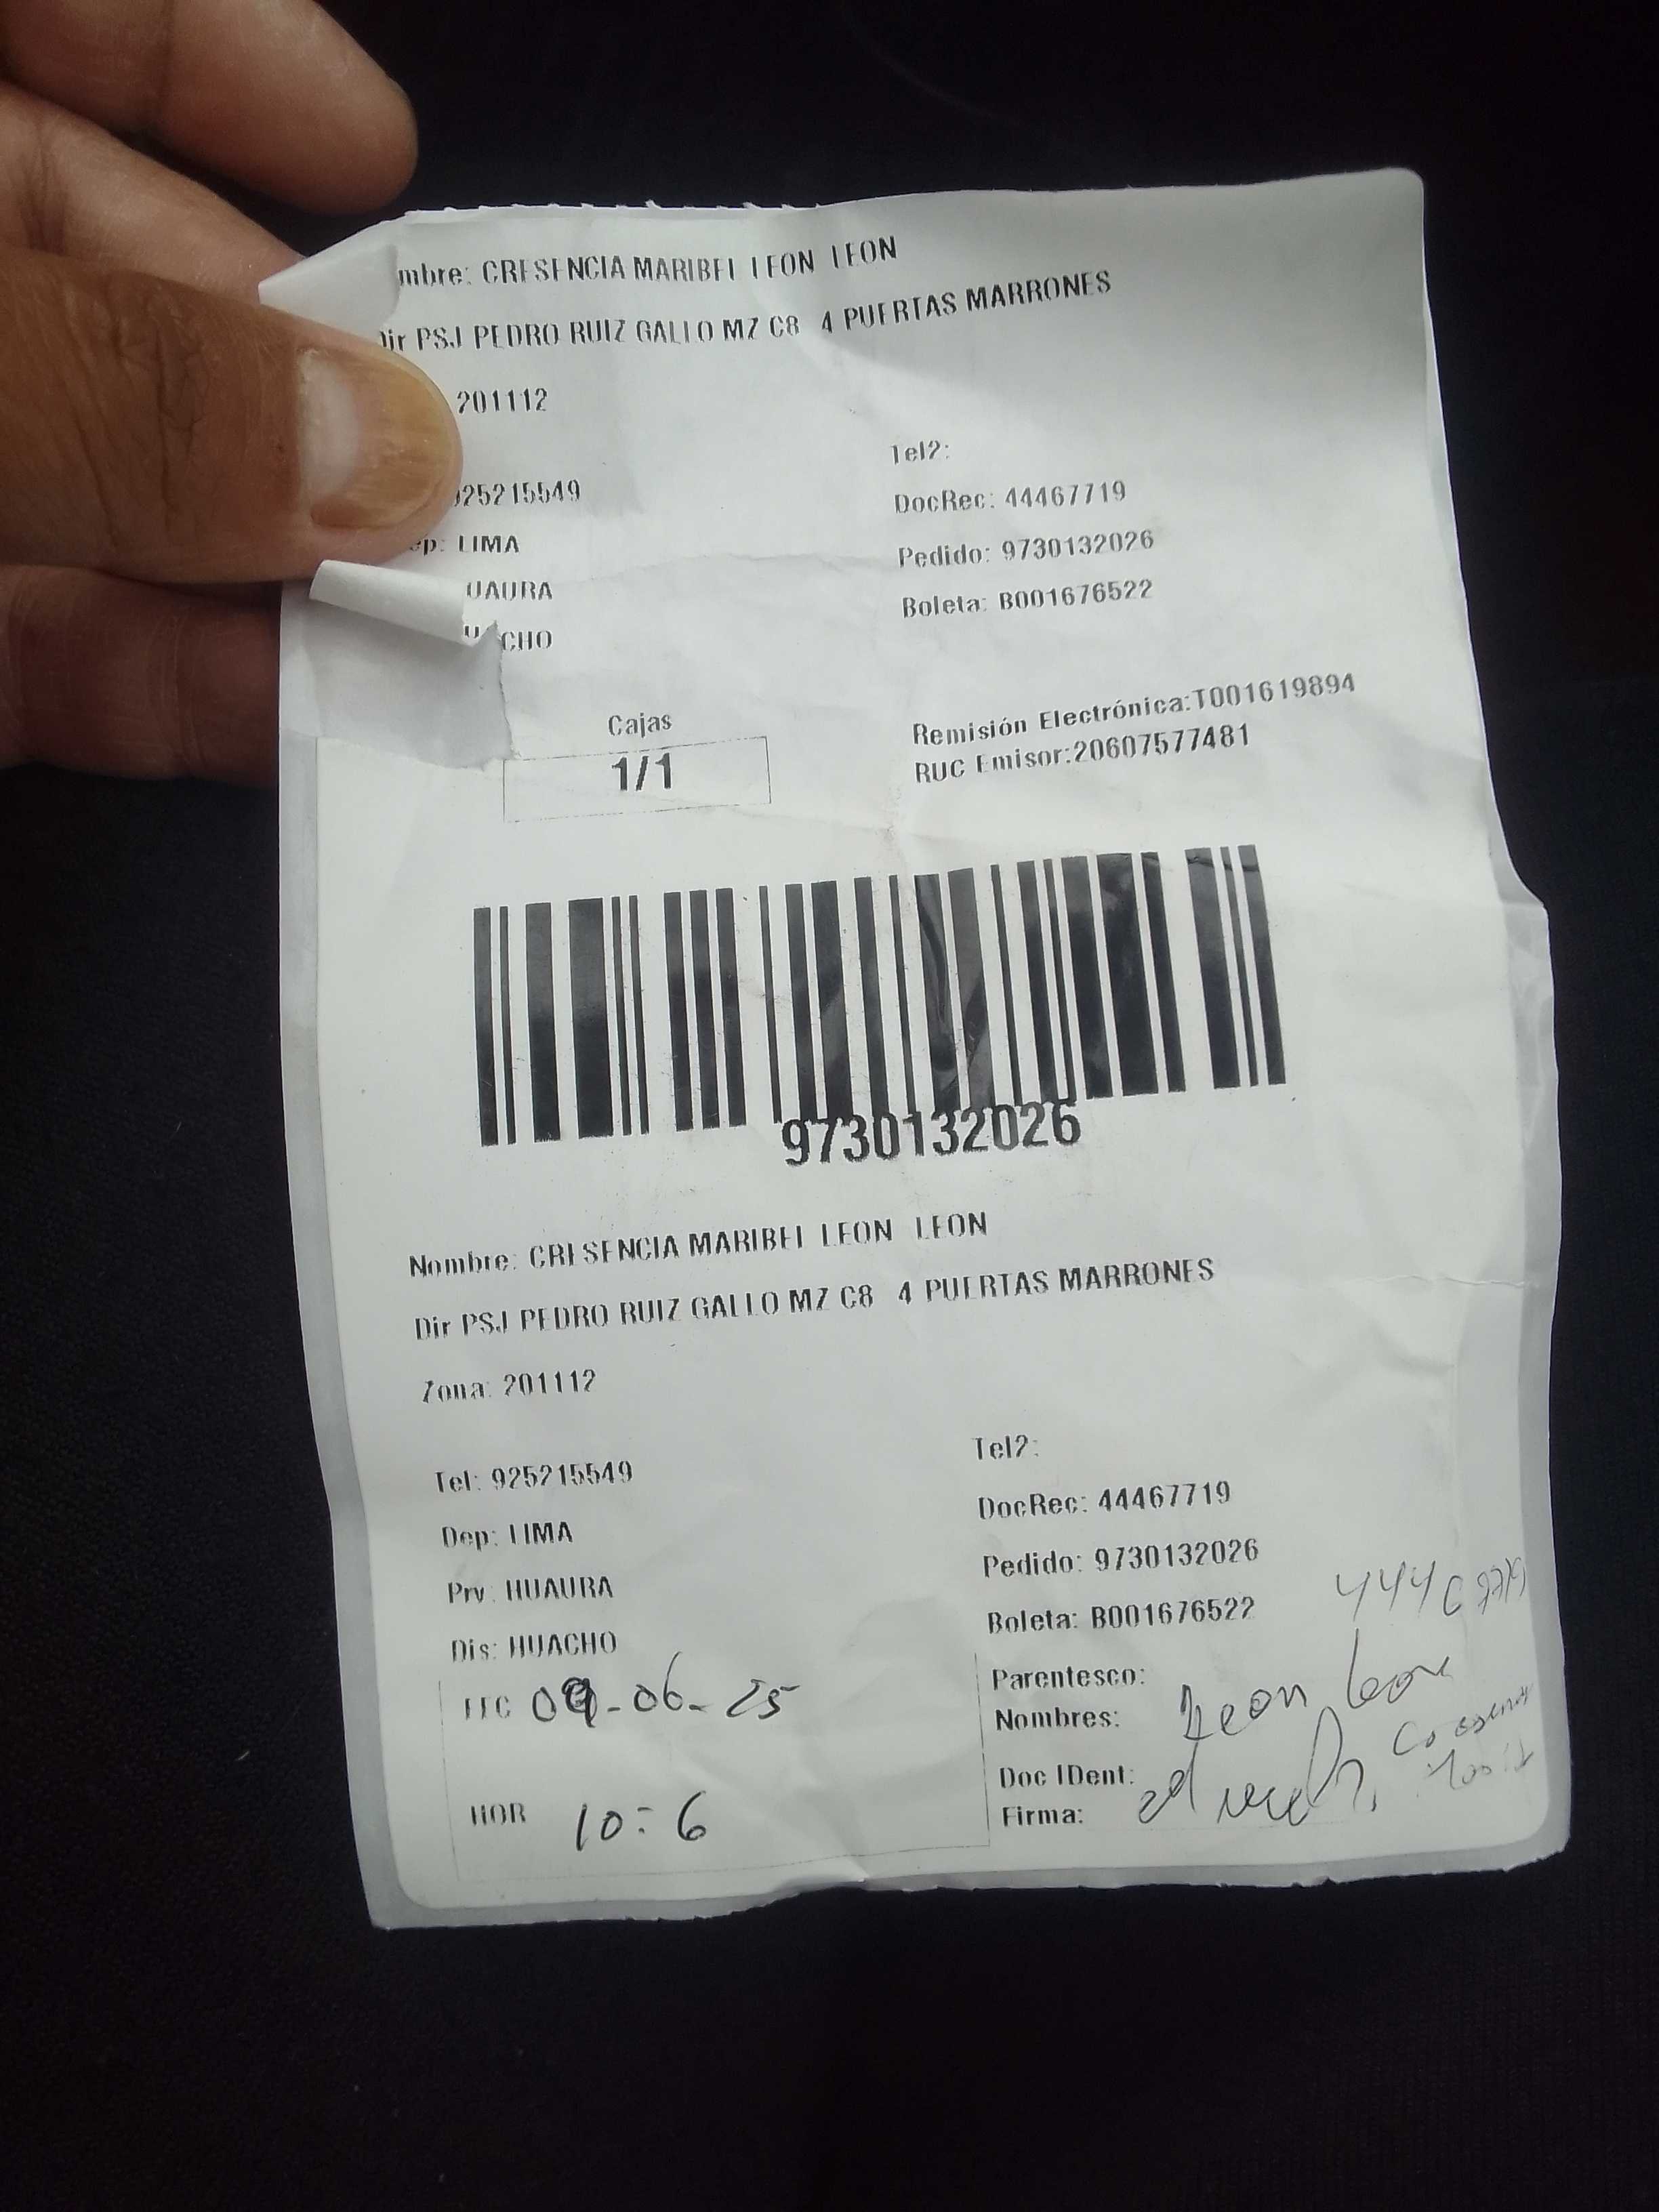 mbre: CRESENCIA MARIBEL LEON LEON
Dir PSJ PEDRO RUIZ GALLO MZ C8 4 PUERTAS MARRONES
201112
Tel2:
925215549
DocRec: 44467719
ep: LIMA
Pedido: 9730132026
UAURA
Boleta: B001676522
CHO
Cajas
1/1
Remisión Electrónica:T001619894
RUC Emisor:20607577481
9730132026
Nombre: CRESENCIA MARIBEL LEON LEON
Dir PSJ PEDRO RUIZ GALLO MZ C8 4 PUERTAS MARRONES
Zona: 201112
Tel2:
Tel: 925215549
DocRec: 44467719
Dep: LIMA
Pedido: 9730132026
Prv: HUAURA
Boleta: B001676522
Dis: HUACHO
Parentesco:
FEC 09-06-25
Nombres: Leon Leon
Doc IDent:
HOR 10:6
Firma: